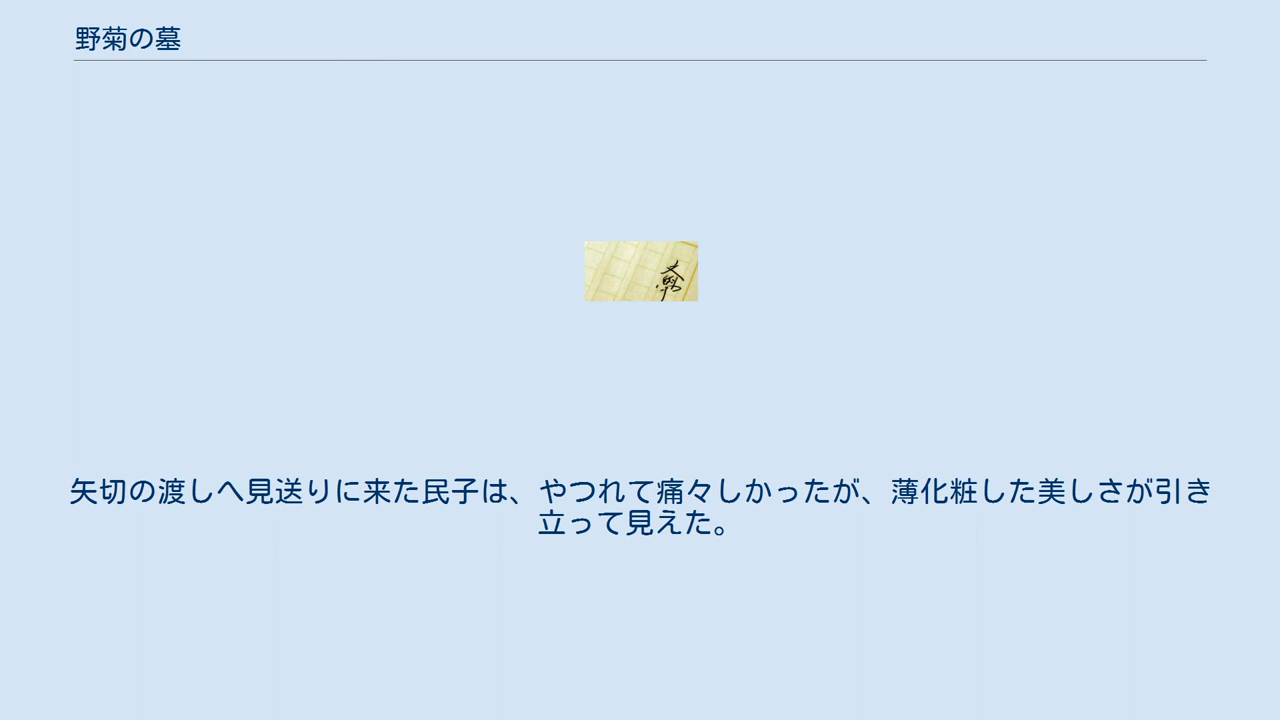 野菊の墓
矢切の渡しへ見送りに来た民子は、やつれて痛々しかったが、薄化粧した美しさが引き
立って見えた。